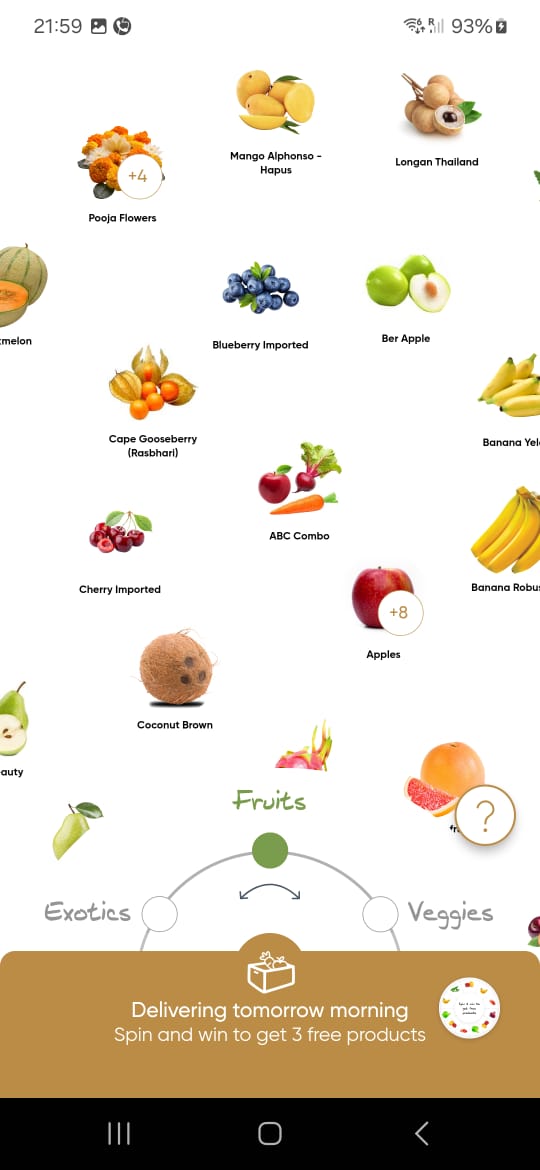 21:59
6 R 93%
Mango Alphonso -
Hapus
Longan Thailand
+4
Pooja Flowers
melon
Blueberry Imported
Ber Apple
Cape Gooseberry
(Rasbhari)
Banana Yel
ABC Combo
Cherry Imported
Banana Robus
+8
Apples
Coconut Brown
auty
Fruits
?
Exotics
Veggies
Delivering tomorrow morning
Spin and win to get 3 free products